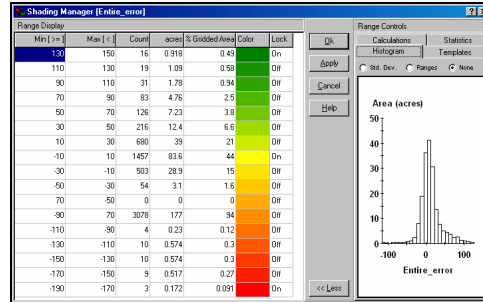 Shading Manager [Entire_error]
Range Display
Min [>= ] Max [ < ] Count acres % Gridded Area Color Lock
130 150 16 0.918 0.49 On
110 130 19 1.09 0.58 Off
90 110 31 1.78 0.94 Off
70 90 83 4.76 2.5 Off
50 70 126 7.23 3.8 Off
30 50 216 12.4 6.6 Off
10 30 680 39 21 Off
-10 10 1457 83.6 44 On
-30 -10 503 28.9 15 Off
-50 -30 54 3.1 1.6 Off
70 -50 0 0 0 Off
-90 70 3078 177 94 Off
-110 -90 4 0.23 0.12 Off
-130 -110 10 0.574 0.3 Off
-150 -130 10 0.574 0.3 Off
-170 -150 9 0.517 0.27 Off
-190 -170 3 0.172 0.091 On
Ok
Apply
Cancel
Help
<< Less
Range Controls
Calculations Statistics
Histogram Templates
Std. Dev. Ranges None
Area (acres)
50
40
30
20
10
0
-100 0 100
Entire_error